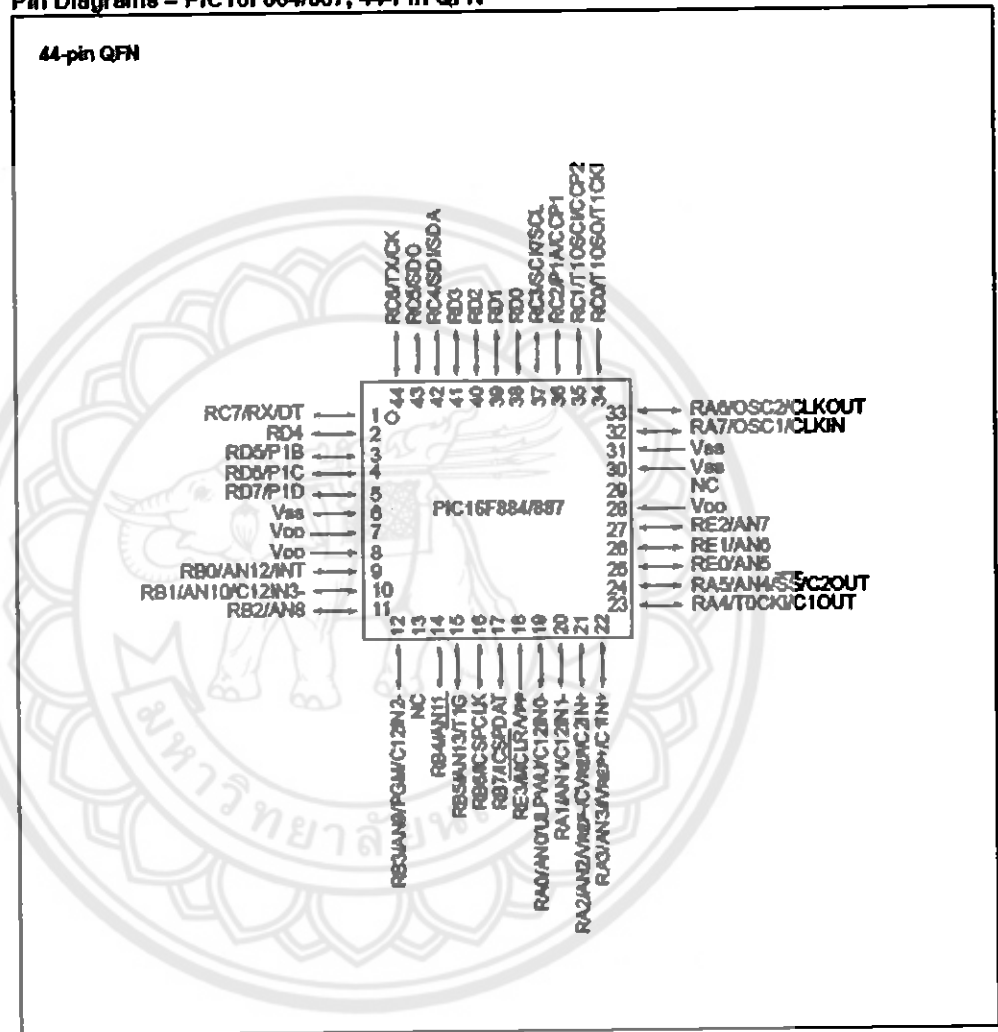 Pin Diagrams – PIC16F884/887, 44-Pin QFN
44-pin QFN
RC6/TX/CK
RC5/SDO
RC4/SDI/SDA
RD3
RD2
RD1
RD0
RC3/SCK/SCL
RC2/P1A/CCP1
RC1/T1OSCI/CCP2
RC0/T1OSO/T1CKI
44 43 42 41 40 39 38 37 36 35 34
RC7/RX/DT 1
RD4 2
RD5/P1B 3
RD6/P1C 4
RD7/P1D 5
Vss 6
VDD 7
VDD 8
RB0/AN12/INT 9
RB1/AN10/C12IN3- 10
RB2/AN8 11
PIC16F884/887
33 RA6/OSC2/CLKOUT
32 RA7/OSC1/CLKIN
31 Vss
30 Vss
29 NC
28 VDD
27 RE2/AN7
26 RE1/AN6
25 RE0/AN5
24 RA5/AN4/SS/C2OUT
23 RA4/T0CKI/C1OUT
12 13 14 15 16 17 18 19 20 21 22
RB3/AN9/PGM/C12IN2-
NC
RB4/AN11
RB5/AN13/T1G
RB6/ICSPCLK
RB7/ICSPDAT
RE3/MCLR/VPP
RA0/AN0/ULPWU/C12IN0-
RA1/AN1/C12IN1-
RA2/AN2/VREF-/CVREF/C2IN+
RA3/AN3/VREF+/C1IN+